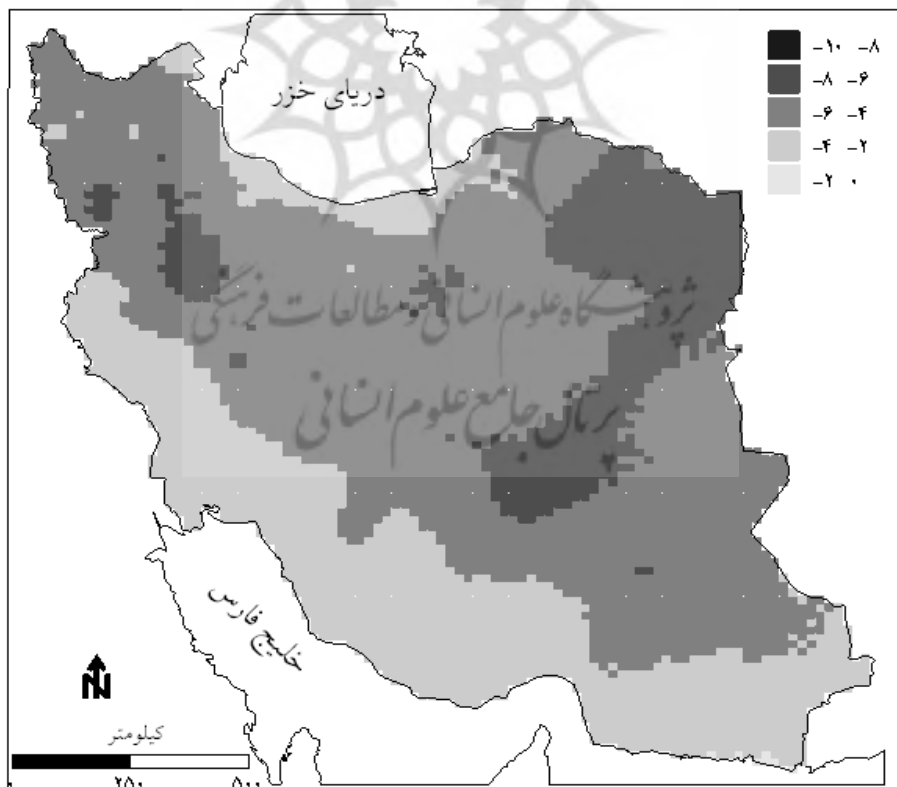 -۱۰ -۸
-۸ -۶
-۶ -۴
-۴ -۲
-۲ ۰
دریای خزر
پژوهشگاه علوم انسانی و مطالعات فرهنگی
پرتال جامع علوم انسانی
خلیج فارس
کیلومتر
۰ ۲۵۰ ۵۰۰
N